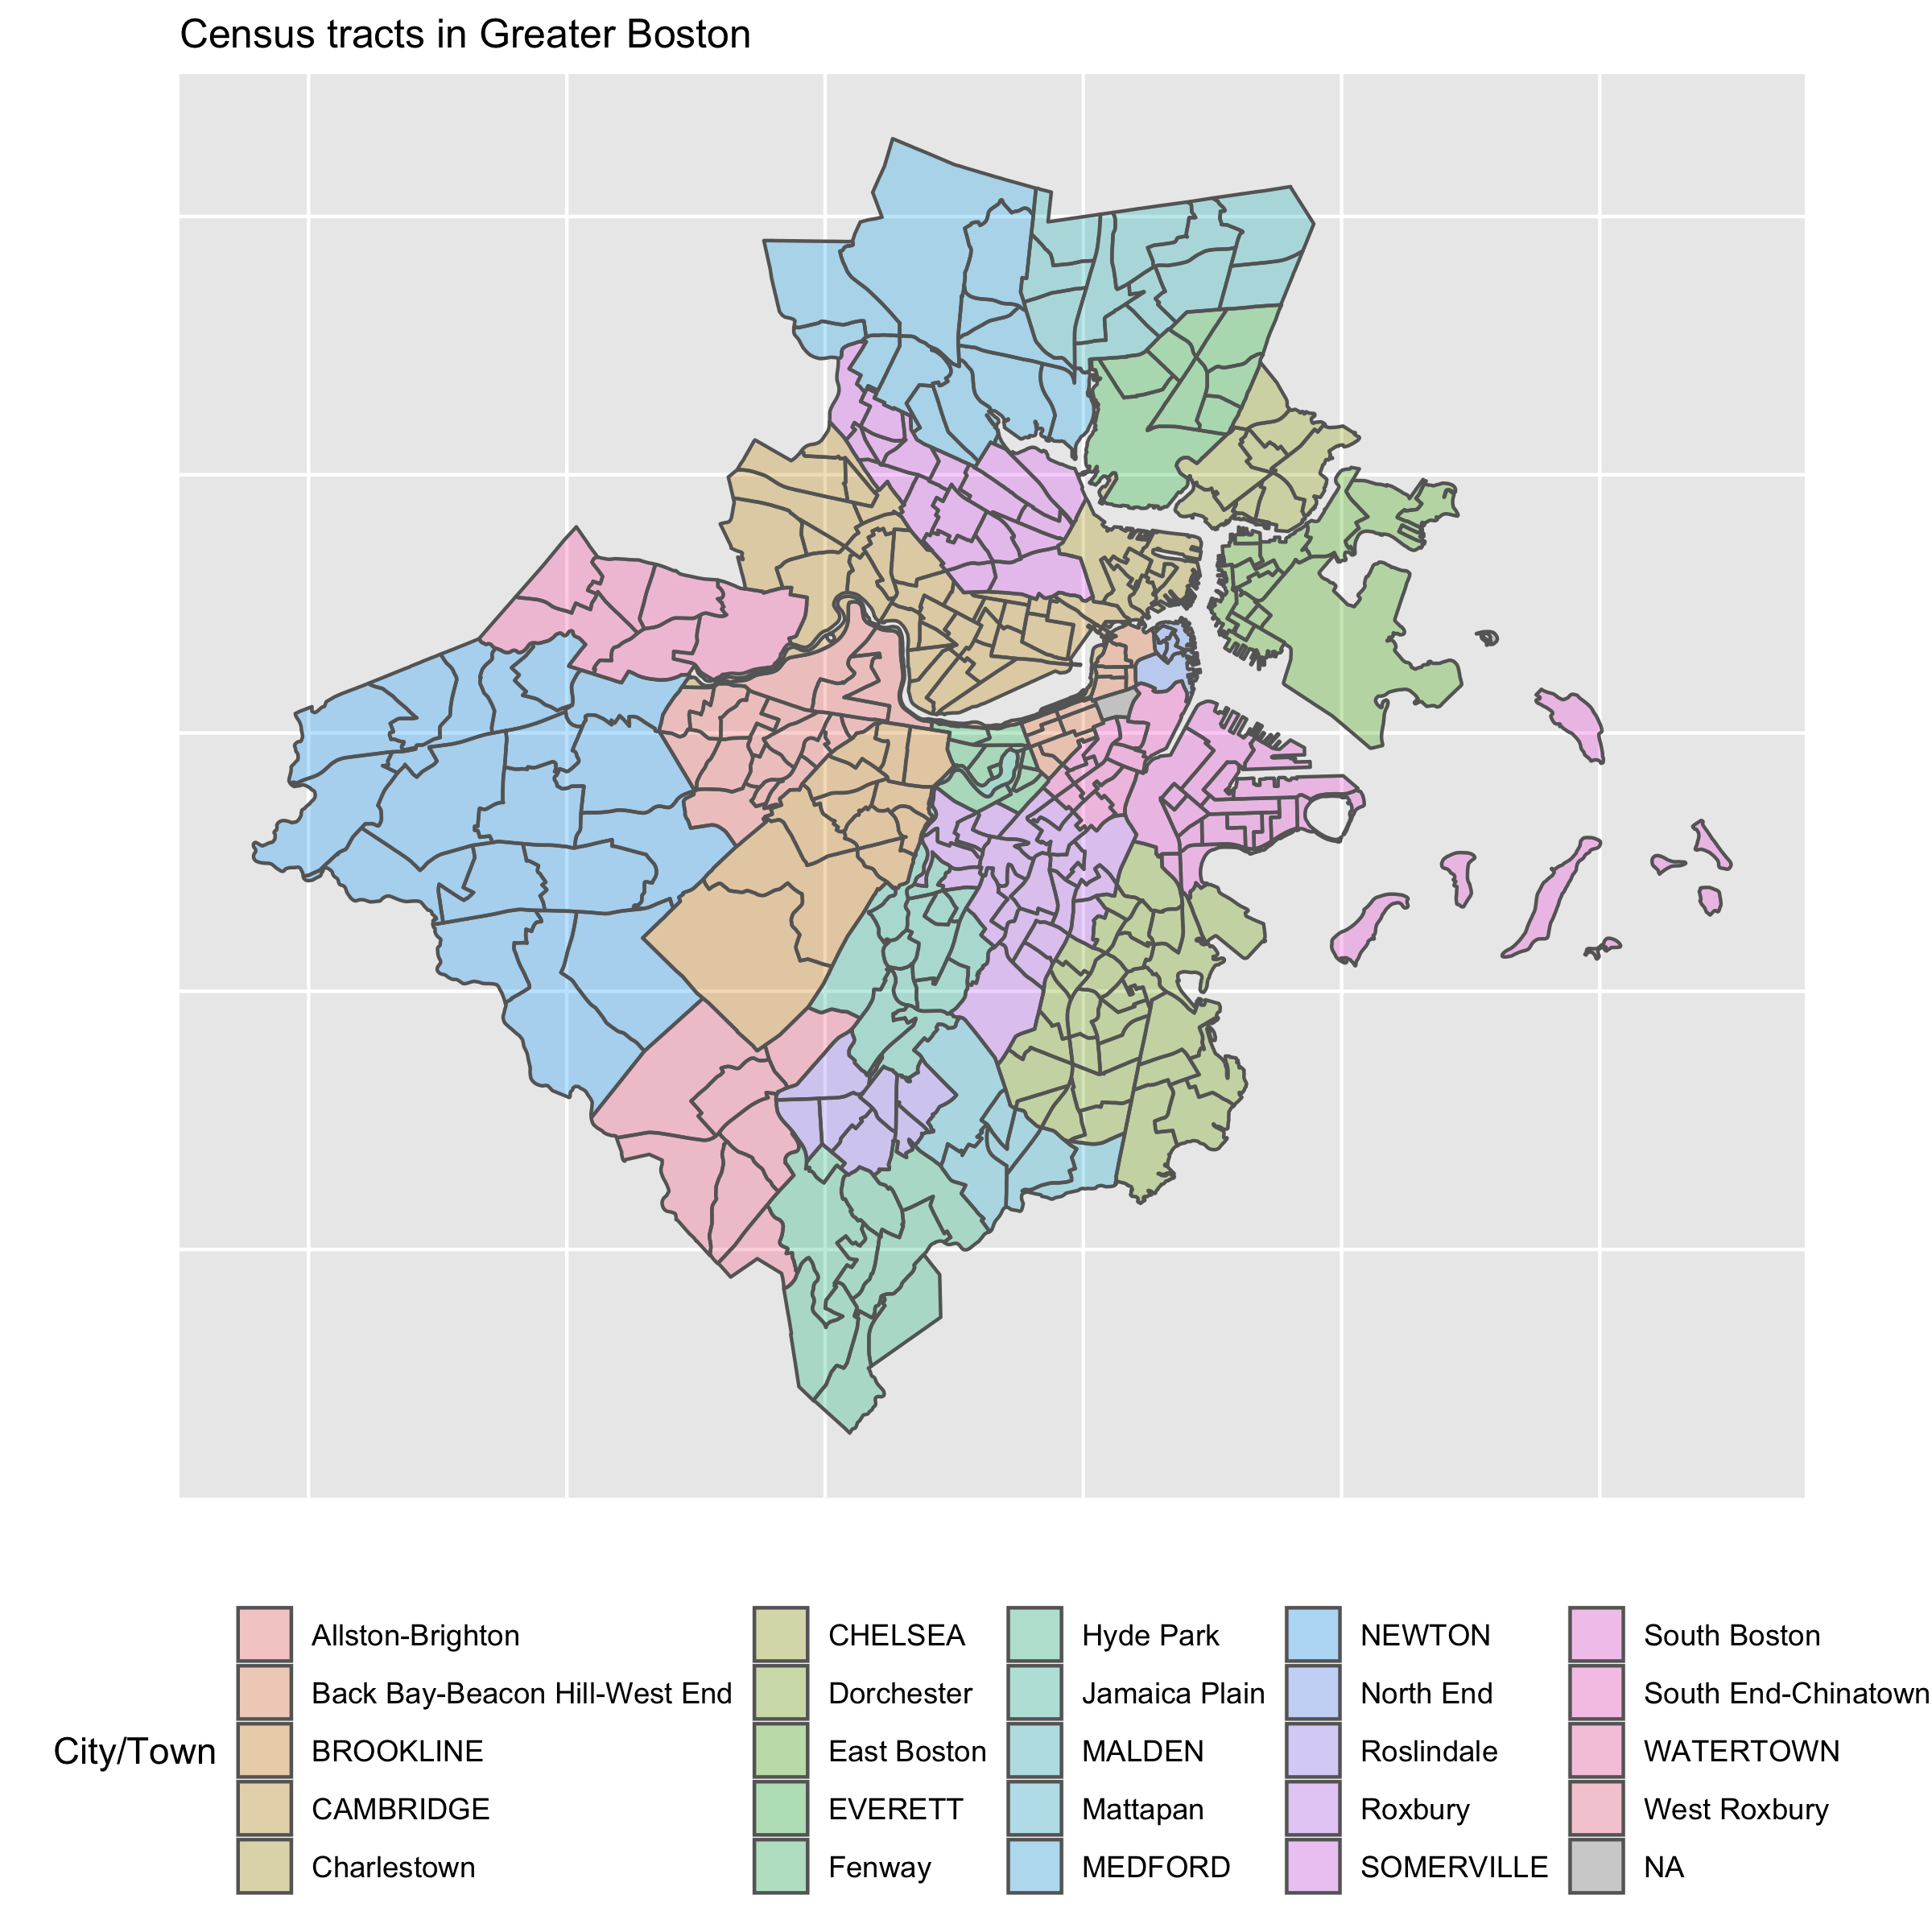 Census tracts in Greater Boston
City/Town
Allston-Brighton
Back Bay-Beacon Hill-West End
BROOKLINE
CAMBRIDGE
Charlestown
CHELSEA
Dorchester
East Boston
EVERETT
Fenway
Hyde Park
Jamaica Plain
MALDEN
Mattapan
MEDFORD
NEWTON
North End
Roslindale
Roxbury
SOMERVILLE
South Boston
South End-Chinatown
WATERTOWN
West Roxbury
NA